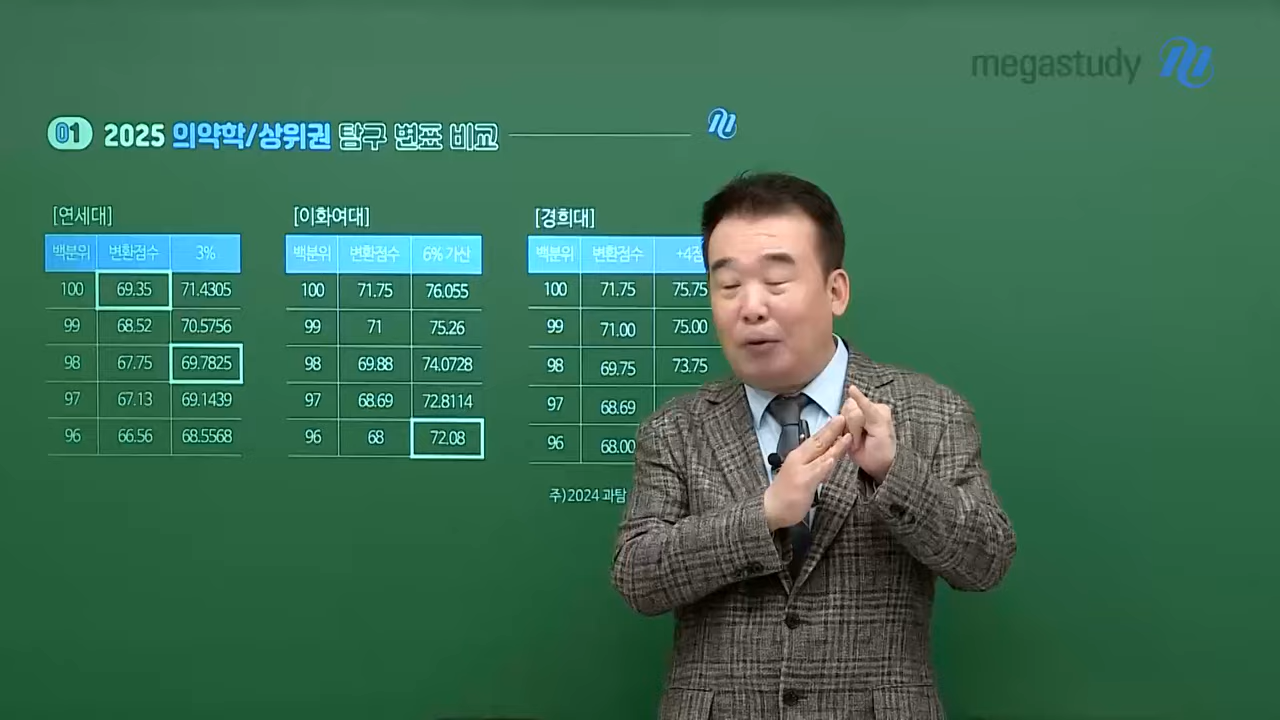 megastudy
01 2025 의약학/상위권 탐구 변표 비교
[연세대]
백분위 변환점수 3%
100 69.35 71.4305
99 68.52 70.5756
98 67.75 69.7825
97 67.13 69.1439
96 66.56 68.5568
[이화여대]
백분위 변환점수 6% 가산
100 71.75 76.055
99 71 75.26
98 69.88 74.0728
97 68.69 72.8114
96 68 72.08
[경희대]
백분위 변환점수 +4점
100 71.75 75.75
99 71.00 75.00
98 69.75 73.75
97 68.69
96 68.00
주)2024 과탐